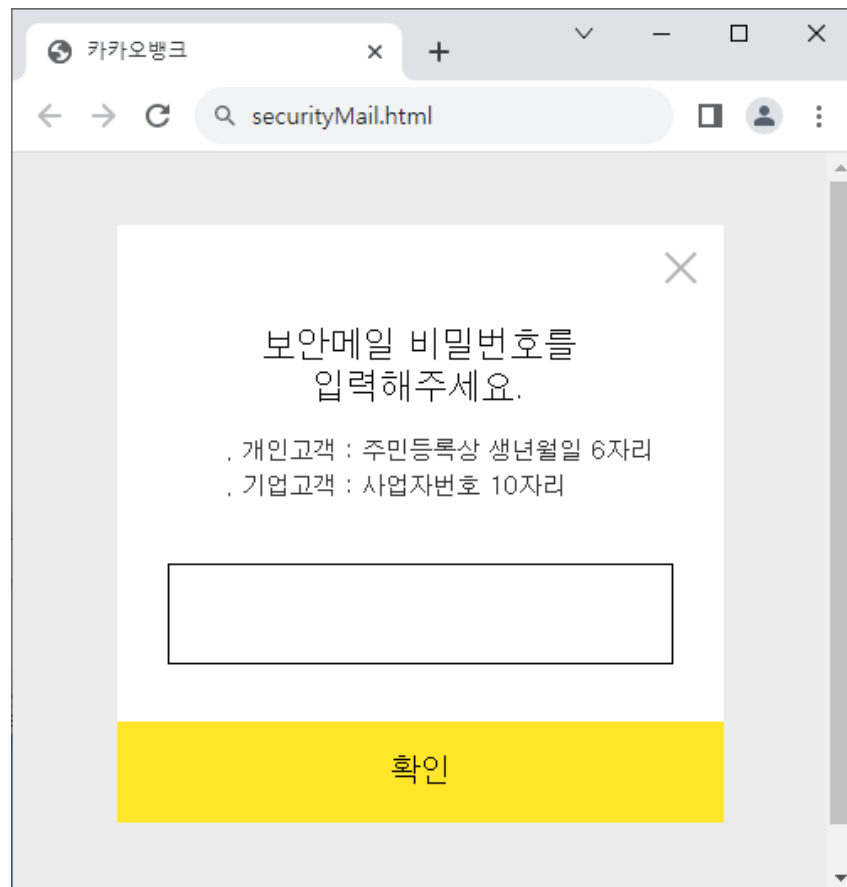 카카오뱅크
securityMail.html
보안메일 비밀번호를
입력해주세요.
. 개인고객 : 주민등록상 생년월일 6자리
. 기업고객 : 사업자번호 10자리
확인